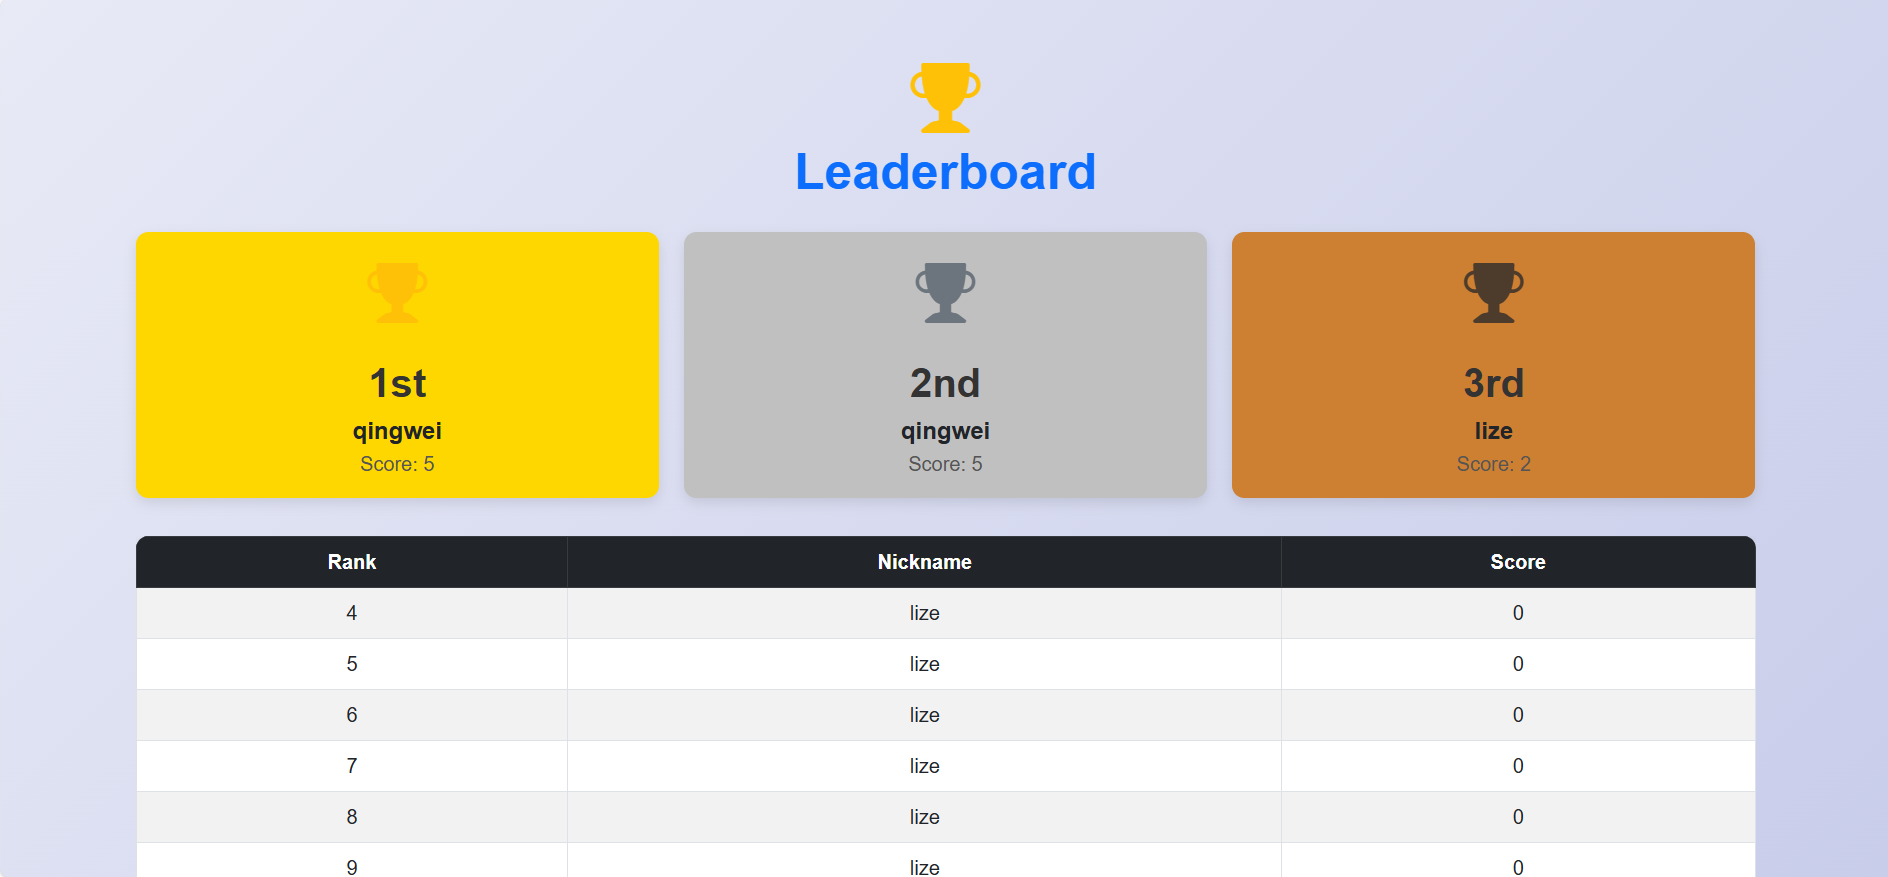 Leaderboard
1st
qingwei
Score: 5
2nd
qingwei
Score: 5
3rd
lize
Score: 2
Rank Nickname Score
4 lize 0
5 lize 0
6 lize 0
7 lize 0
8 lize 0
9 lize 0